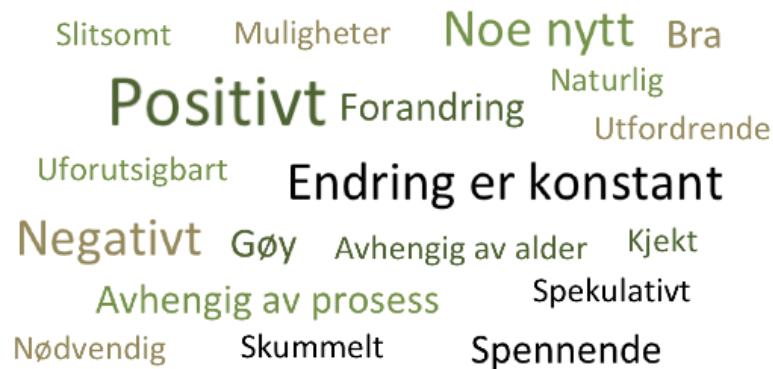 Slitsomt Muligheter Noe nytt Bra
Positivt Forandring Naturlig
Utfordrende
Uforutsigbart Endring er konstant
Negativt Gøy Avhengig av alder Kjekt
Avhengig av prosess Spekulativt
Nødvendig Skummelt Spennende